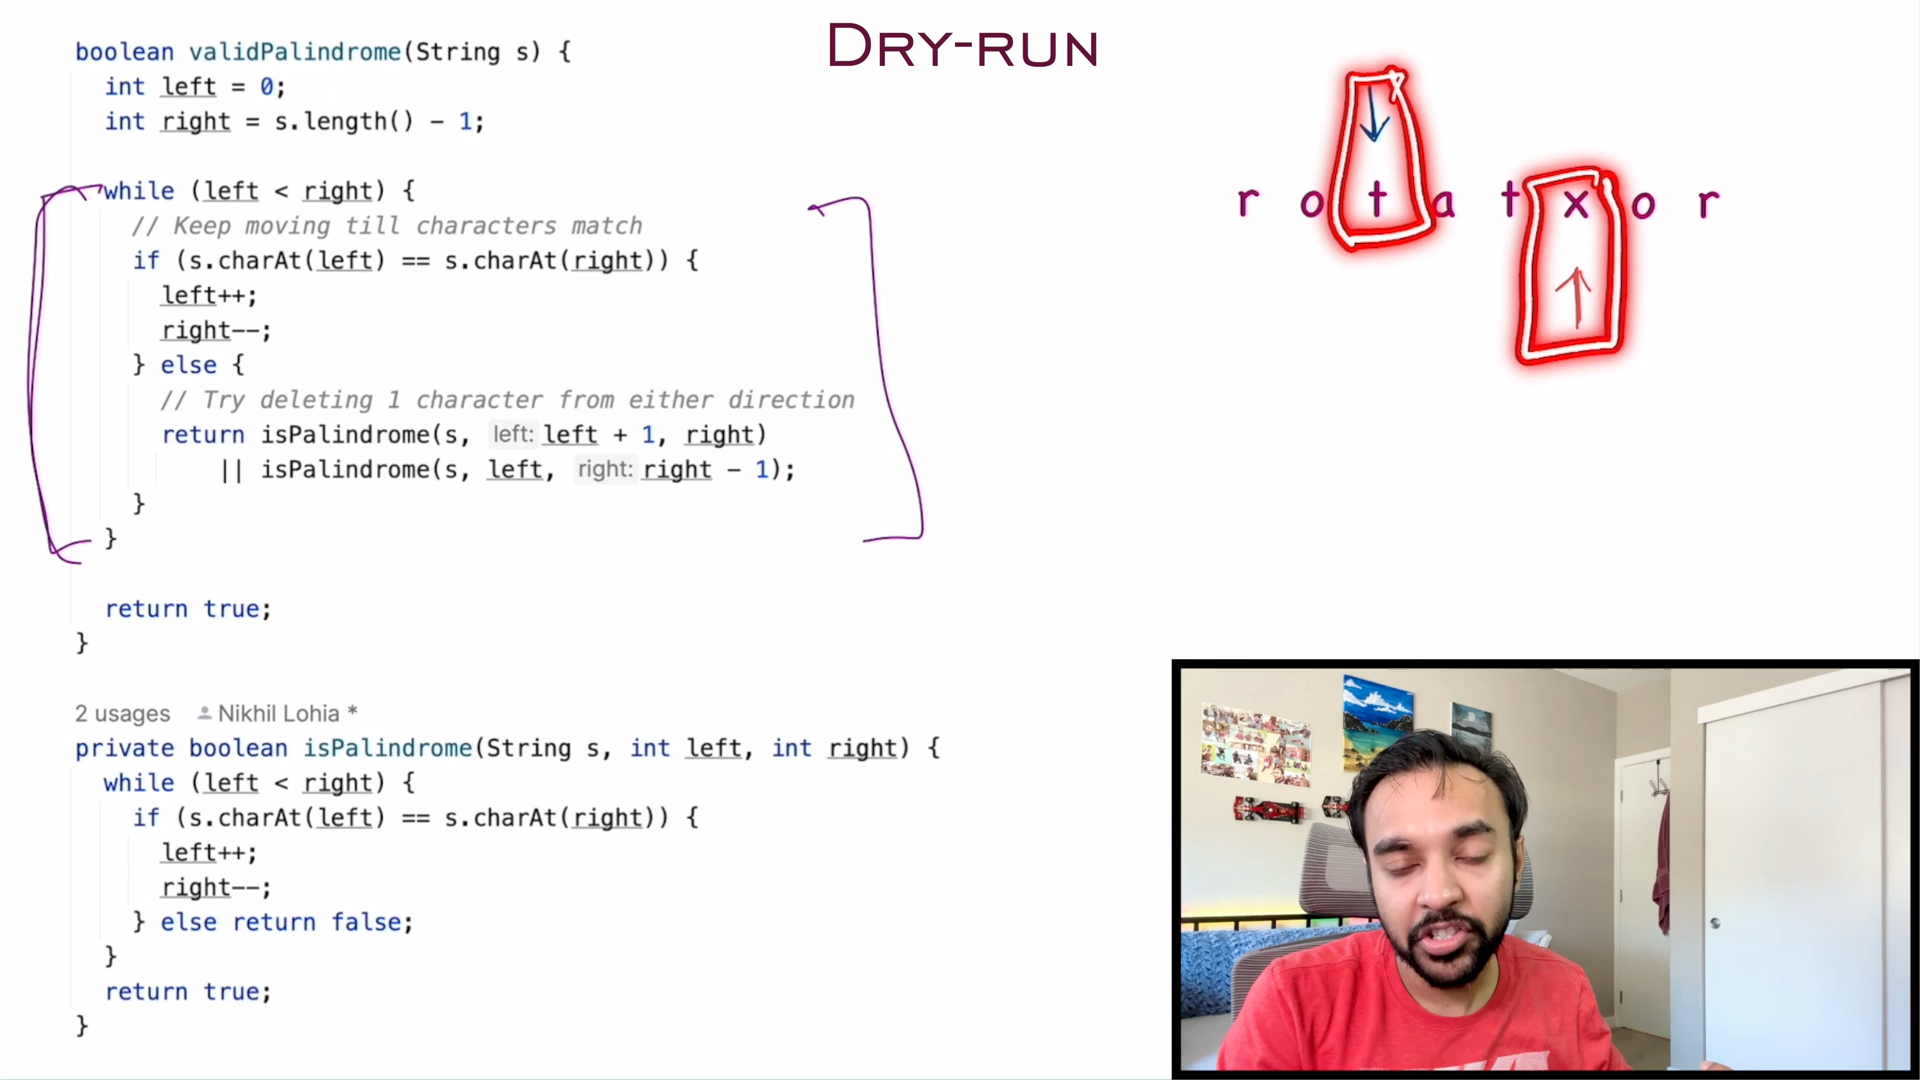 DRY-RUN
boolean validPalindrome(String s) {
int left = 0;
int right = s.length() - 1;
while (left < right) {
// Keep moving till characters match
if (s.charAt(left) == s.charAt(right)) {
left++;
right--;
} else {
// Try deleting 1 character from either direction
return isPalindrome(s, left: left + 1, right)
|| isPalindrome(s, left, right: right - 1);
}
}
return true;
}
2 usages Nikhil Lohia *
private boolean isPalindrome(String s, int left, int right) {
while (left < right) {
if (s.charAt(left) == s.charAt(right)) {
left++;
right--;
} else return false;
}
return true;
}
r o t a t x o r